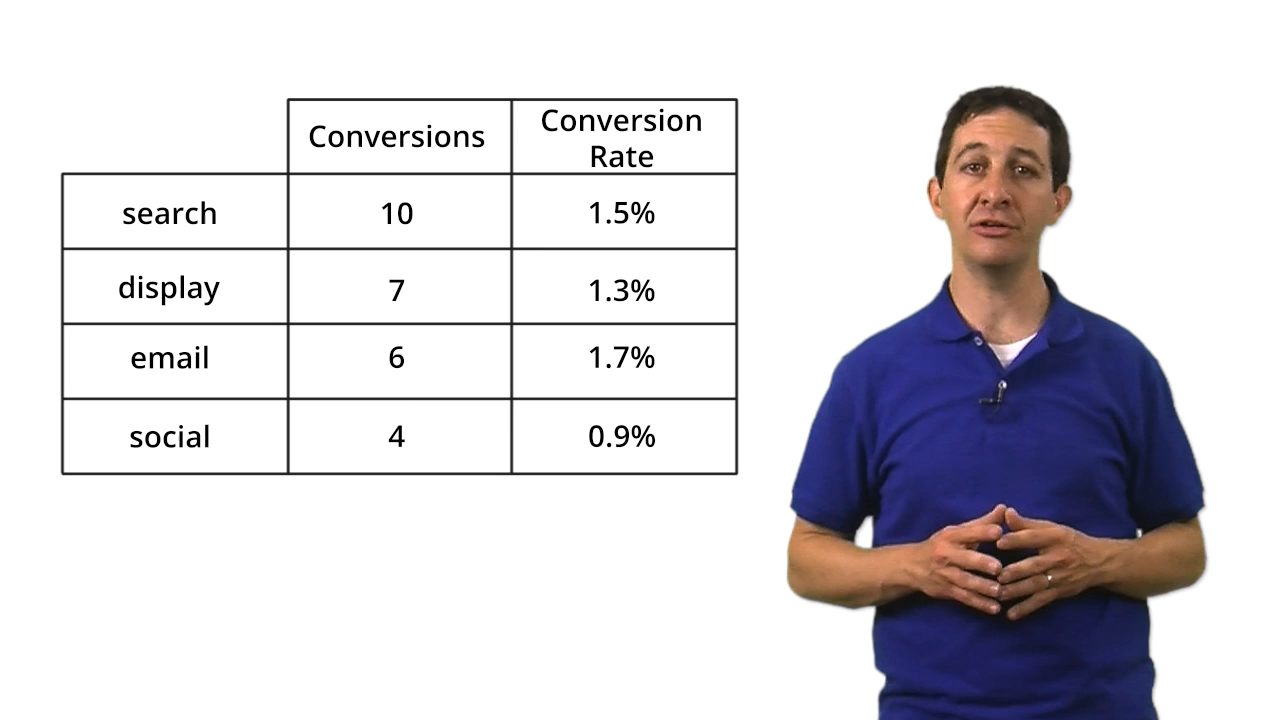 Conversions Conversion
Rate
search 10 1.5%
display 7 1.3%
email 6 1.7%
social 4 0.9%